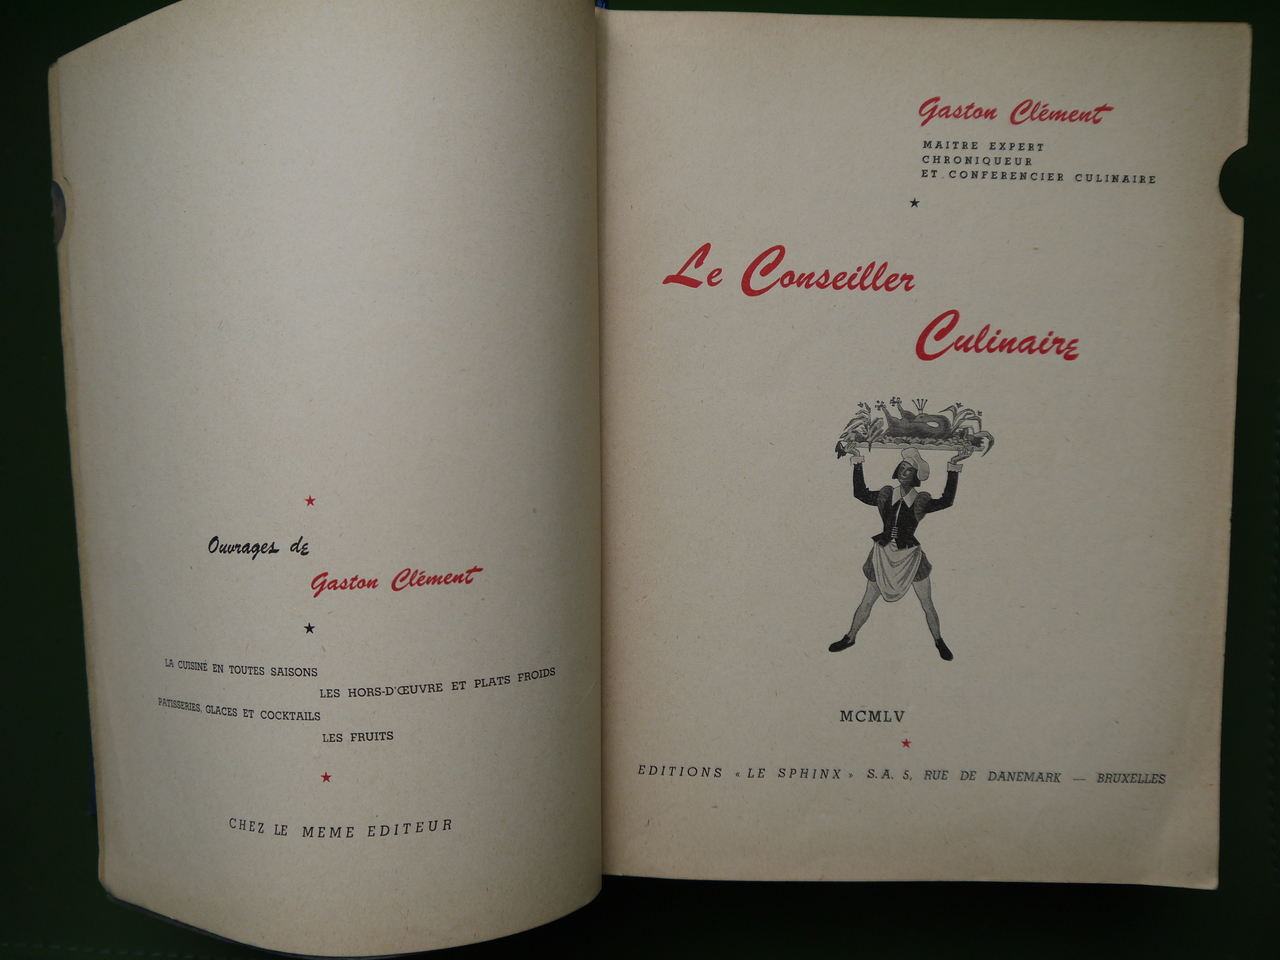 ★
Ouvrages de
Gaston Clément
★
LA CUISINE EN TOUTES SAISONS
LES HORS-D'ŒUVRE ET PLATS FROIDS
PATISSERIES, GLACES ET COCKTAILS
LES FRUITS
★
CHEZ LE MEME EDITEUR
Gaston Clément
MAITRE EXPERT
CHRONIQUEUR
ET CONFERENCIER CULINAIRE
★
Le Conseiller
Culinaire
MCMLV
★
EDITIONS « LE SPHINX » S.A. 5, RUE DE DANEMARK — BRUXELLES